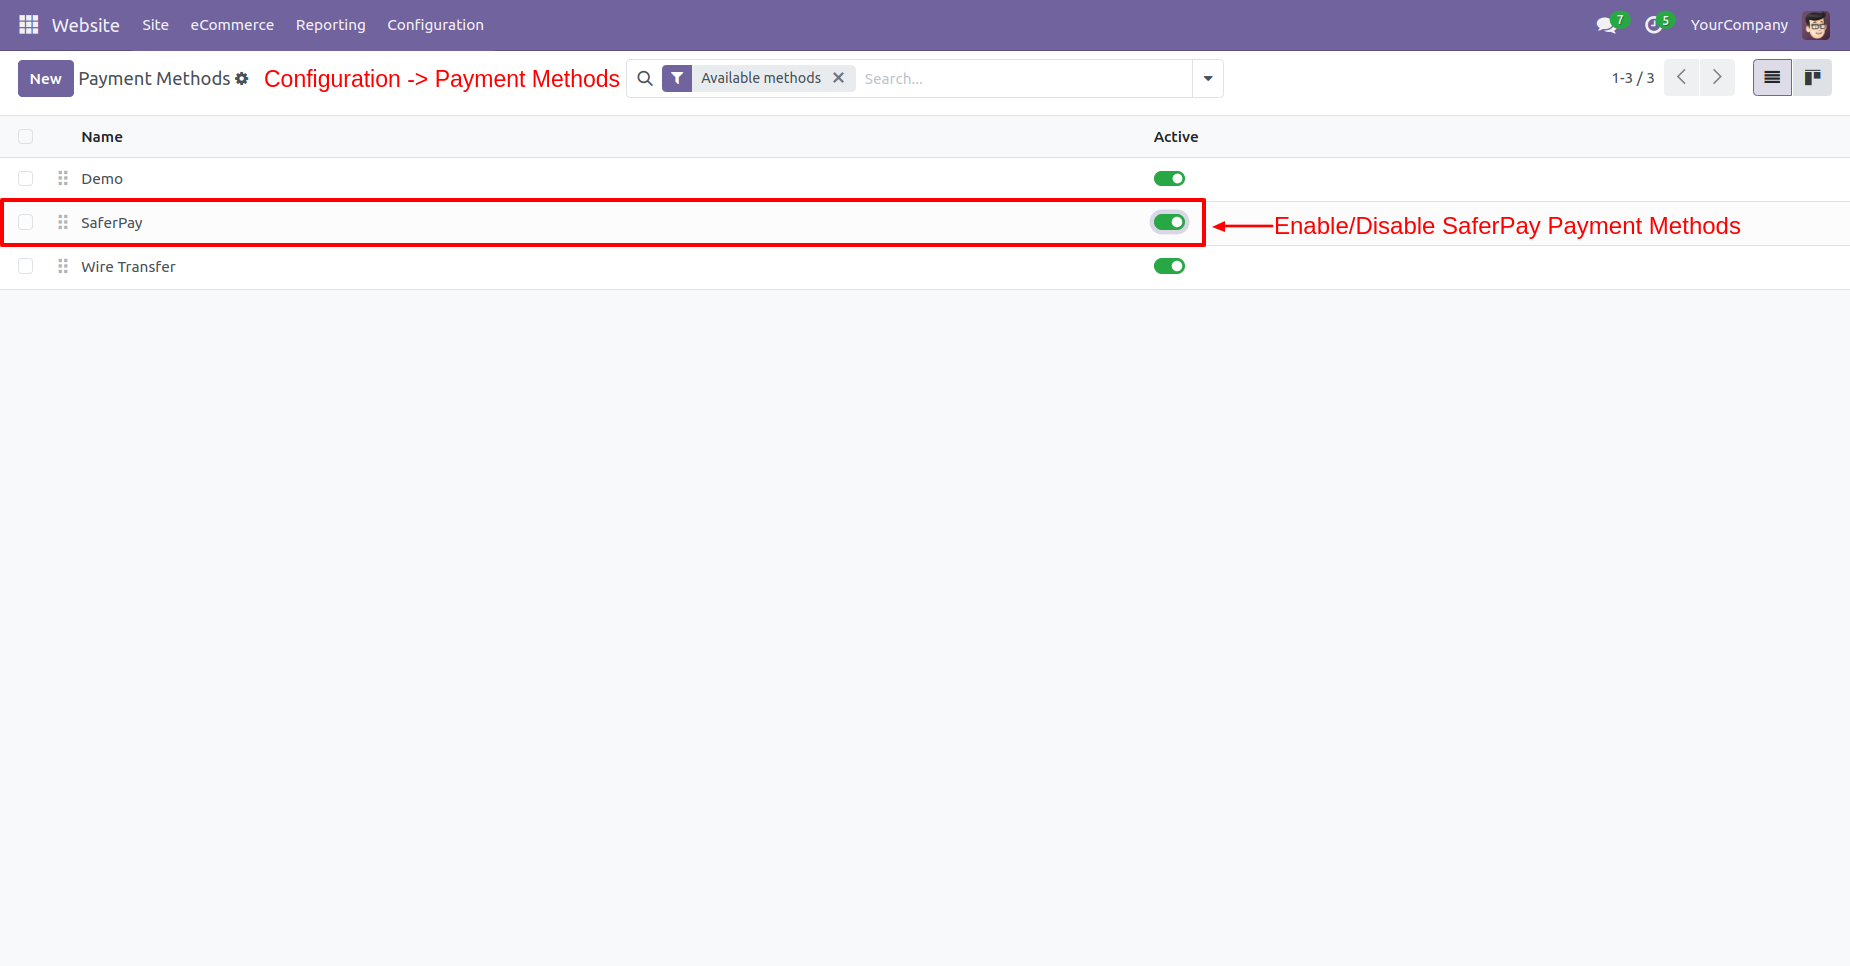 Website Site eCommerce Reporting Configuration 7 5 YourCompany
New Payment Methods Configuration -> Payment Methods Available methods Search... 1-3 / 3
Name Active
Demo
SaferPay Enable/Disable SaferPay Payment Methods
Wire Transfer